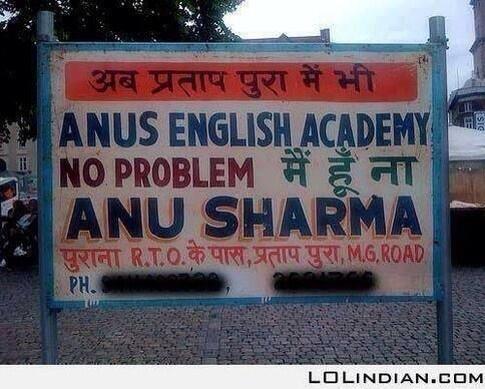 अब प्रताप पुरा में भी
ANUS ENGLISH ACADEMY
NO PROBLEM मैं हूँ ना
ANU SHARMA
पुराना R.T.O. के पास, प्रताप पुरा, M.G. ROAD
PH.
LOLINDIAN.COM